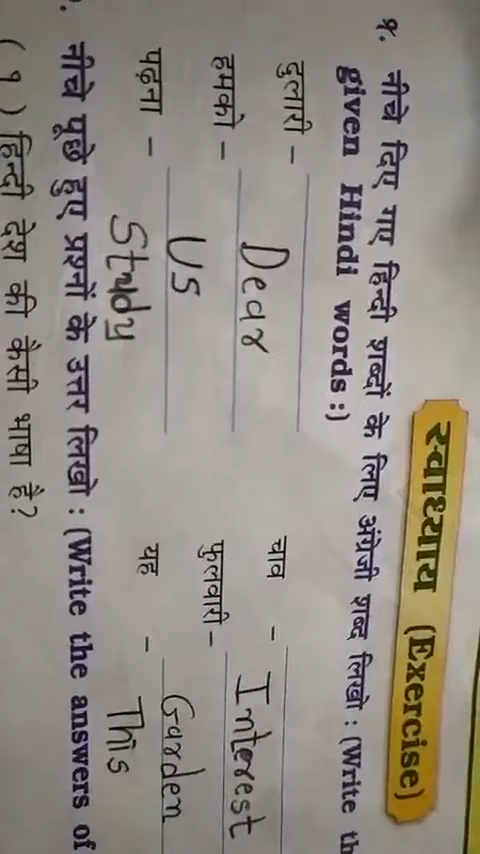 स्वाध्याय (Exercise)
१. नीचे दिए गए हिन्दी शब्दों के लिए अंग्रेजी शब्द लिखो : (Write th
given Hindi words :)
दुलारी - Dear चाव - Interest
हमको - Us फुलवारी - Garden
पढ़ना - Study यह - This
नीचे पूछे हुए प्रश्नों के उत्तर लिखो : (Write the answers of
(१) हिन्दी देश की कैसी भाषा है?